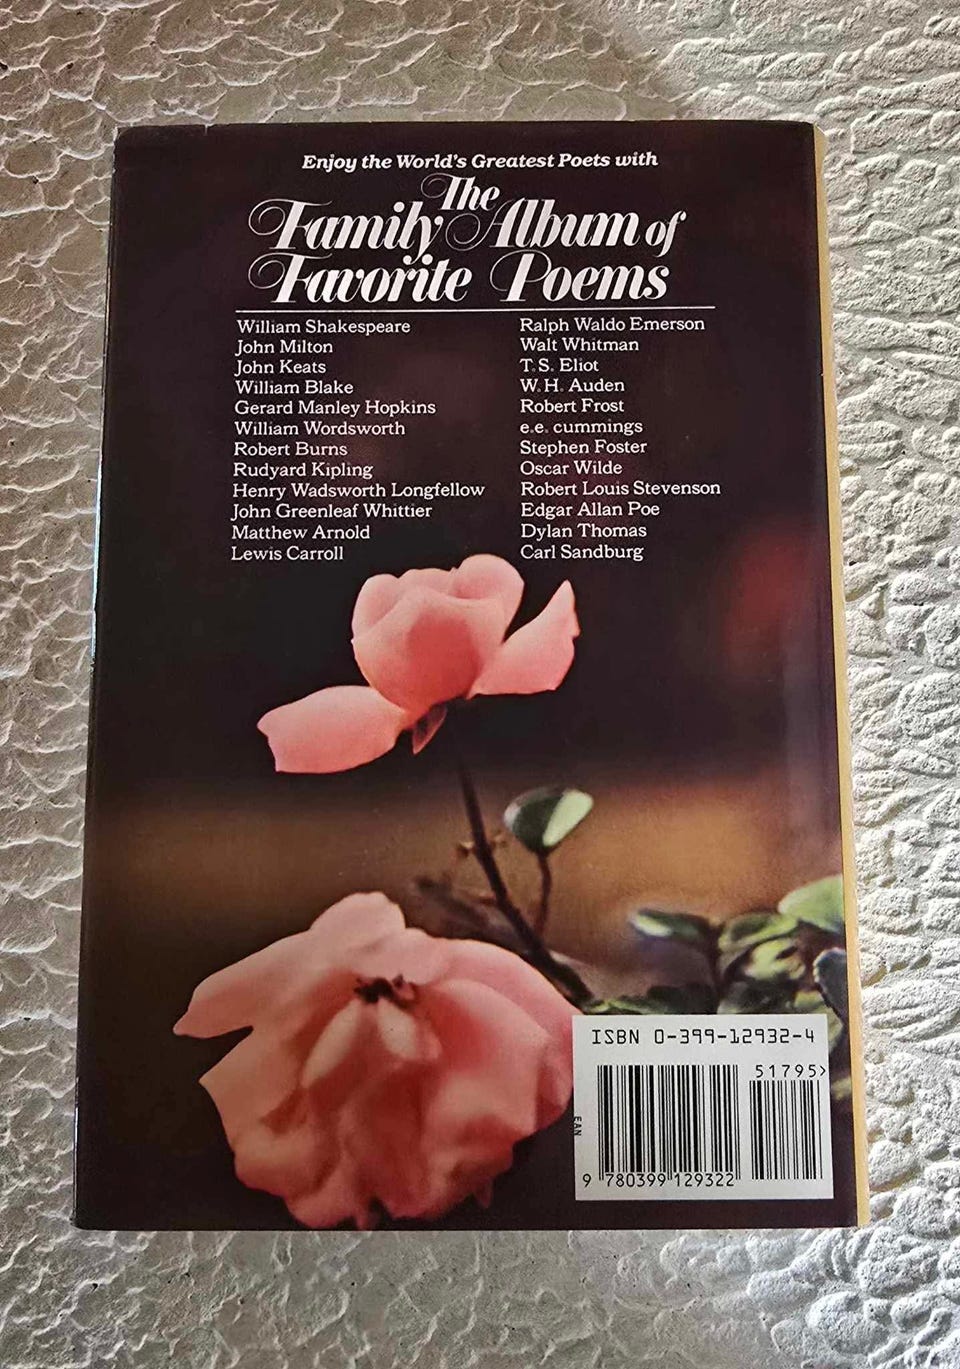 Enjoy the World's Greatest Poets with
The
Family Album of
Favorite Poems
William Shakespeare
John Milton
John Keats
William Blake
Gerard Manley Hopkins
William Wordsworth
Robert Burns
Rudyard Kipling
Henry Wadsworth Longfellow
John Greenleaf Whittier
Matthew Arnold
Lewis Carroll
Ralph Waldo Emerson
Walt Whitman
T.S. Eliot
W.H. Auden
Robert Frost
e.e. cummings
Stephen Foster
Oscar Wilde
Robert Louis Stevenson
Edgar Allan Poe
Dylan Thomas
Carl Sandburg
ISBN 0-399-12932-4
51795>
EAN
9 780399 129322